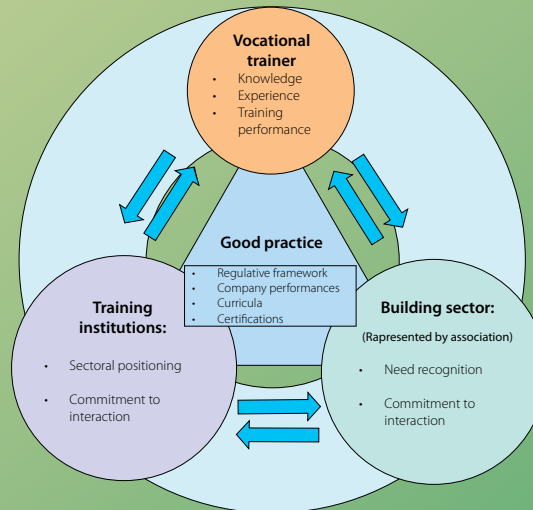 Vocational
trainer
• Knowledge
• Experience
• Training
performance
Good practice
• Regulative framework
• Company performances
• Curricula
• Certifications
Training
institutions:
• Sectoral positioning
• Commitment to
interaction
Building sector:
(Rapresented by association)
• Need recognition
• Commitment to
interaction